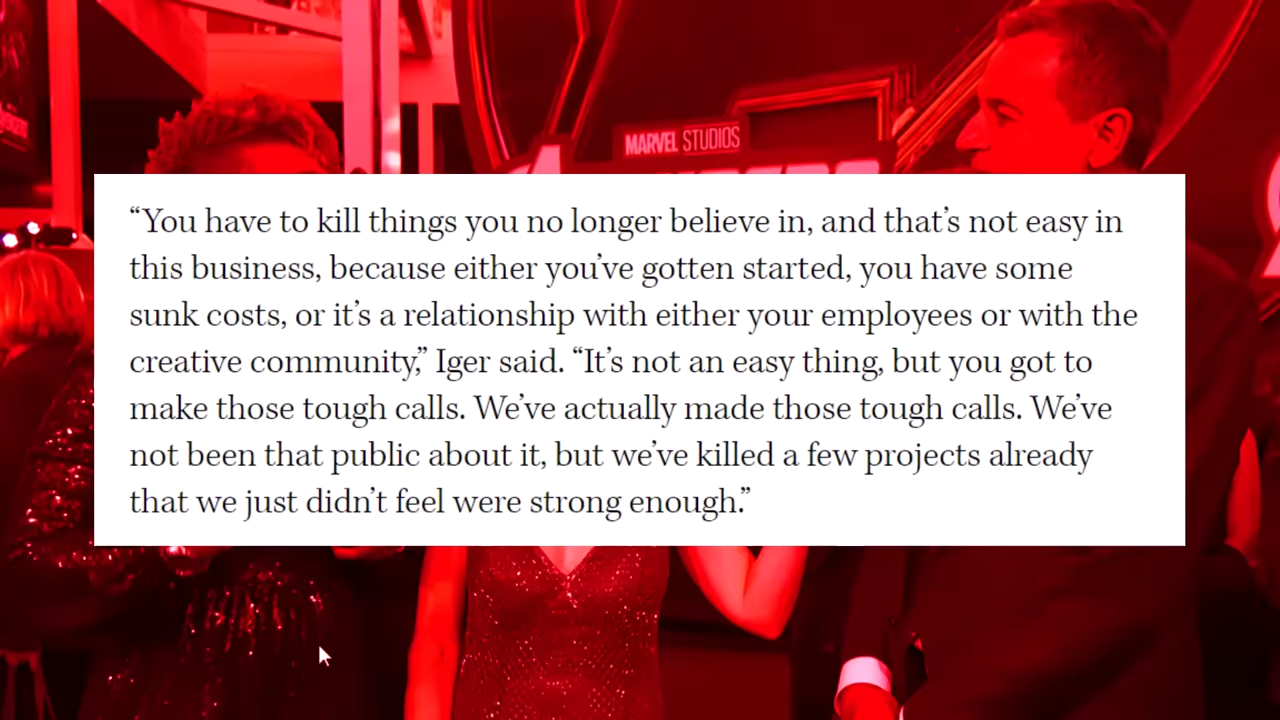 MARVEL STUDIOS
“You have to kill things you no longer believe in, and that’s not easy in
this business, because either you’ve gotten started, you have some
sunk costs, or it’s a relationship with either your employees or with the
creative community,” Iger said. “It’s not an easy thing, but you got to
make those tough calls. We’ve actually made those tough calls. We’ve
not been that public about it, but we’ve killed a few projects already
that we just didn’t feel were strong enough.”